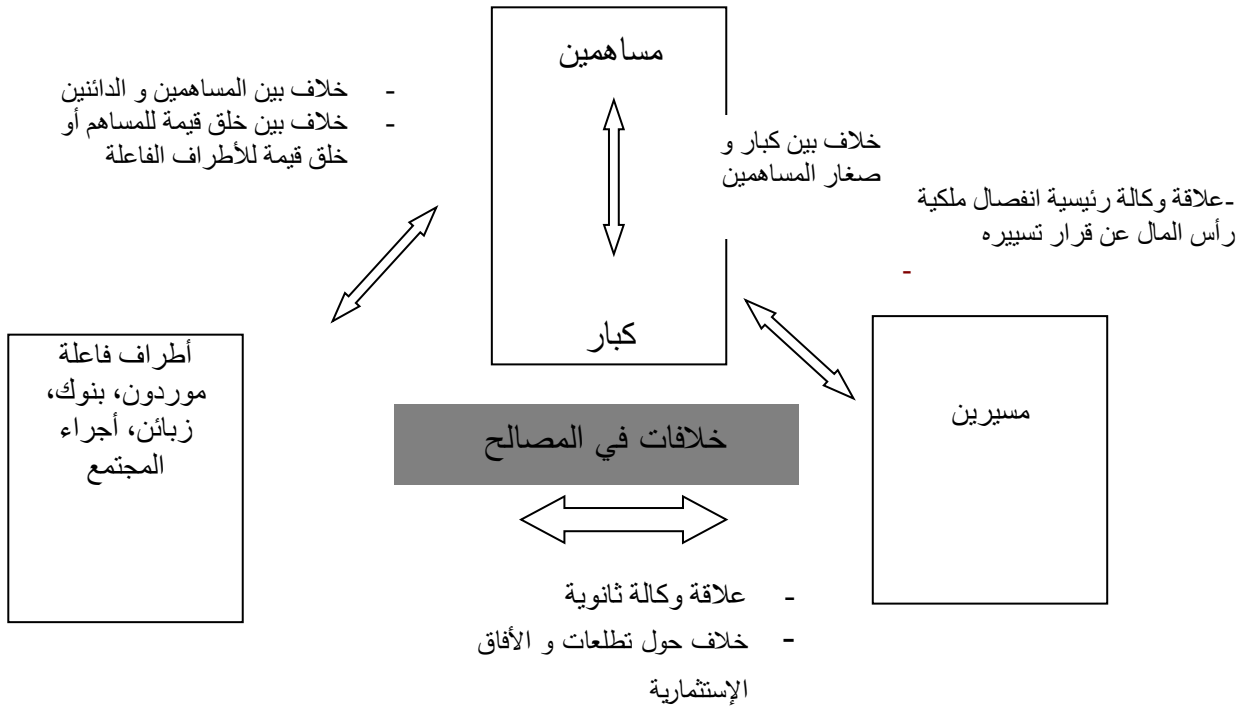 مساهمين
- خلاف بين المساهمين و الدائنين
- خلاف بين خلق قيمة للمساهم أو
خلق قيمة للأطراف الفاعلة
خلاف بين كبار و
صغار المساهمين
-علاقة وكالة رئيسية انفصال ملكية
رأس المال عن قرار تسييره
-
كبار
أطراف فاعلة
موردون، بنوك،
زبائن، أجراء
المجتمع
مسيرين
خلافات في المصالح
- علاقة وكالة ثانوية
- خلاف حول تطلعات و الأفاق
الإستثمارية